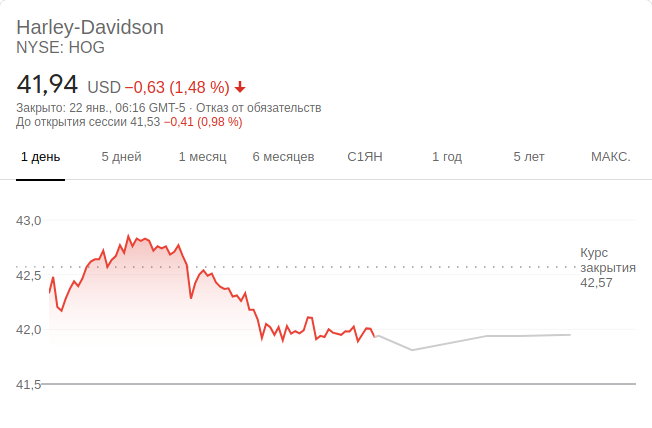 Harley-Davidson
NYSE: HOG
41,94 USD −0,63 (1,48 %)
Закрыто: 22 янв., 06:16 GMT-5 · Отказ от обязательств
До открытия сессии 41,53 −0,41 (0,98 %)
1 день 5 дней 1 месяц 6 месяцев С1ЯН 1 год 5 лет МАКС.
43,0
Курс
закрытия
42,57
42,5
42,0
41,5